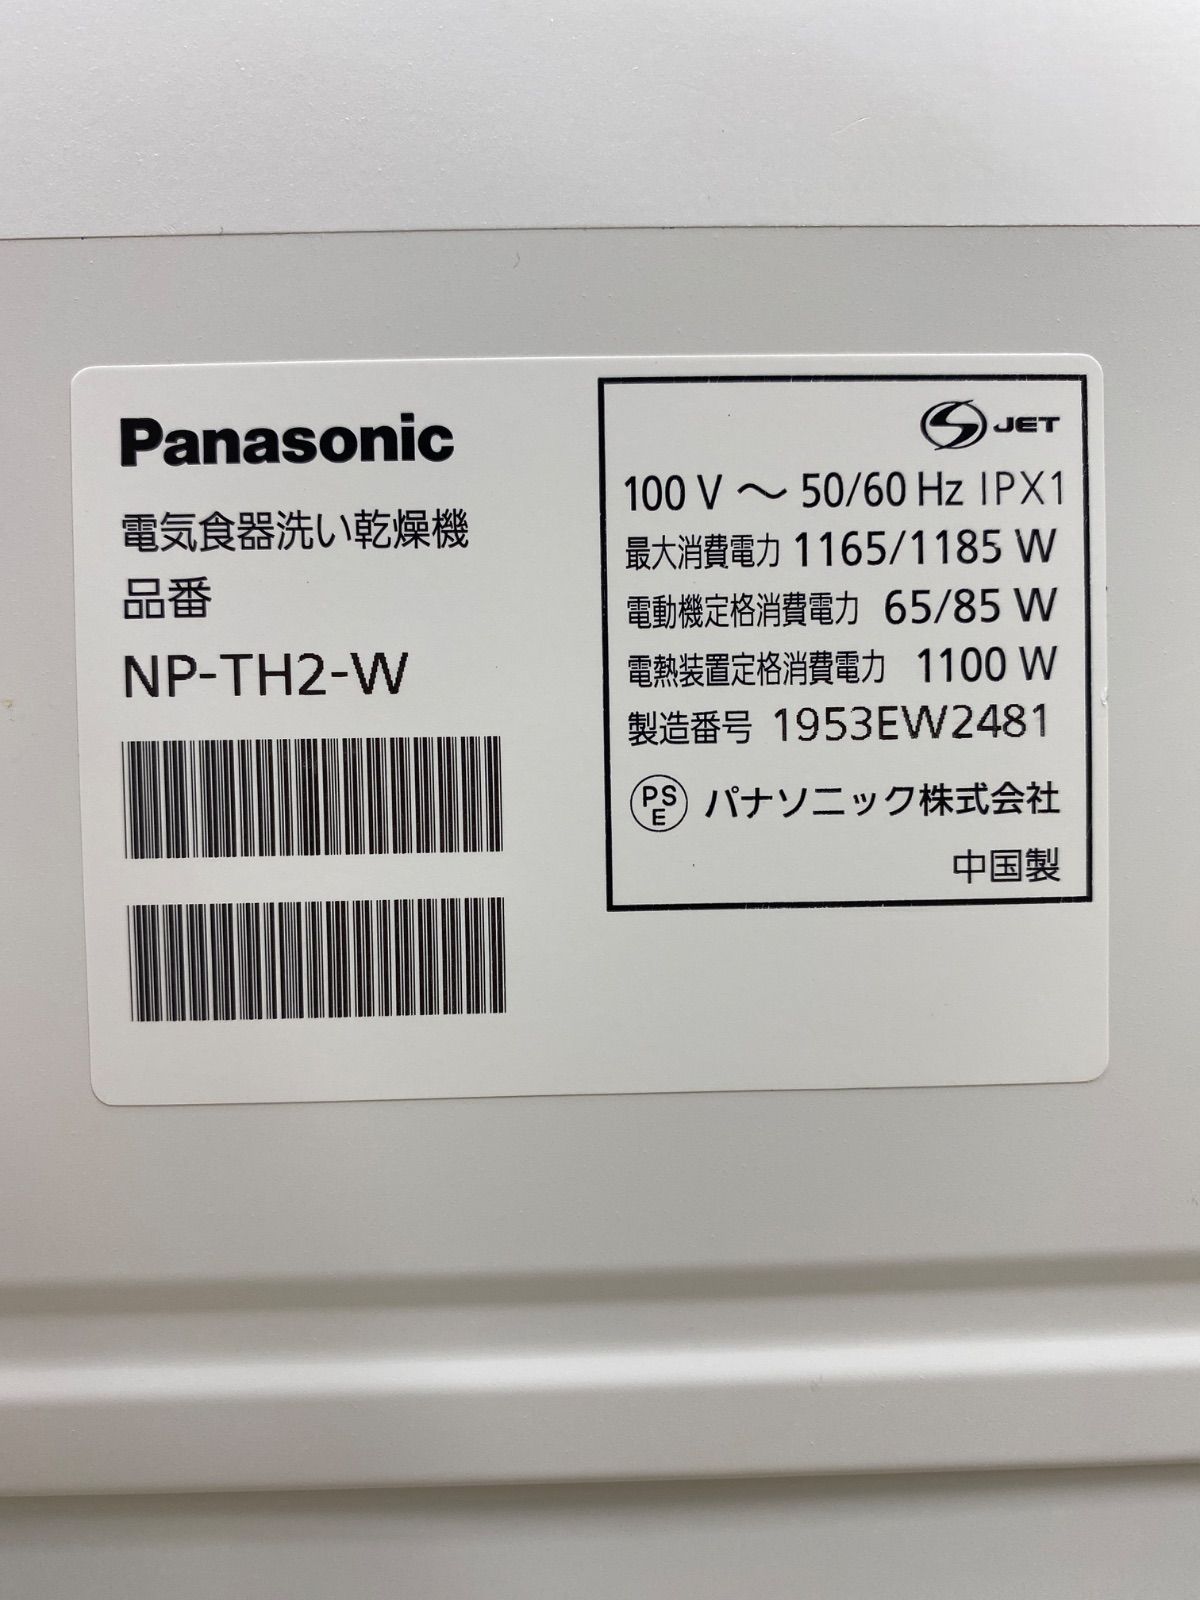 Panasonic
電気食器洗い乾燥機
品番
NP-TH2-W
JET
100 V ～ 50/60 Hz IPX1
最大消費電力 1165/1185 W
電動機定格消費電力 65/85 W
電熱装置定格消費電力 1100 W
製造番号 1953EW2481
PSE パナソニック株式会社
中国製